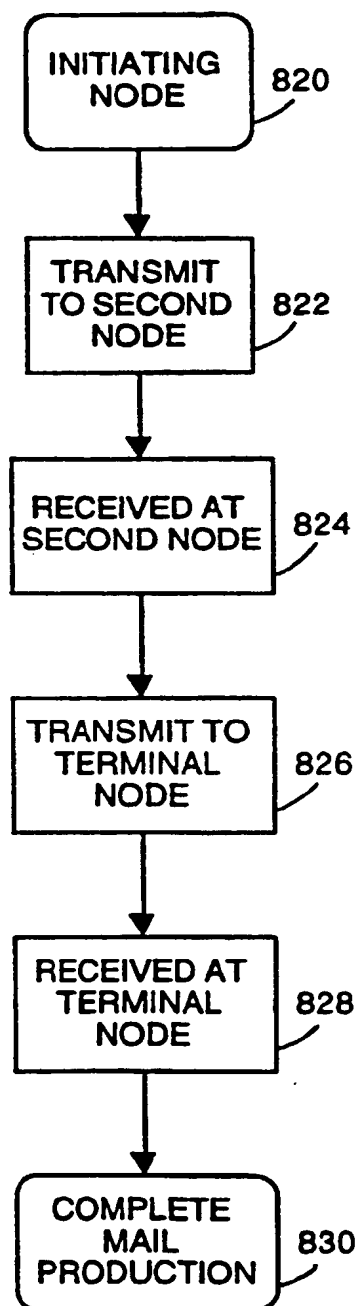 INITIATING
NODE
820
TRANSMIT
TO SECOND
NODE
822
RECEIVED AT
SECOND NODE
824
TRANSMIT TO
TERMINAL
NODE
826
RECEIVED AT
TERMINAL
NODE
828
COMPLETE
MAIL
PRODUCTION
830